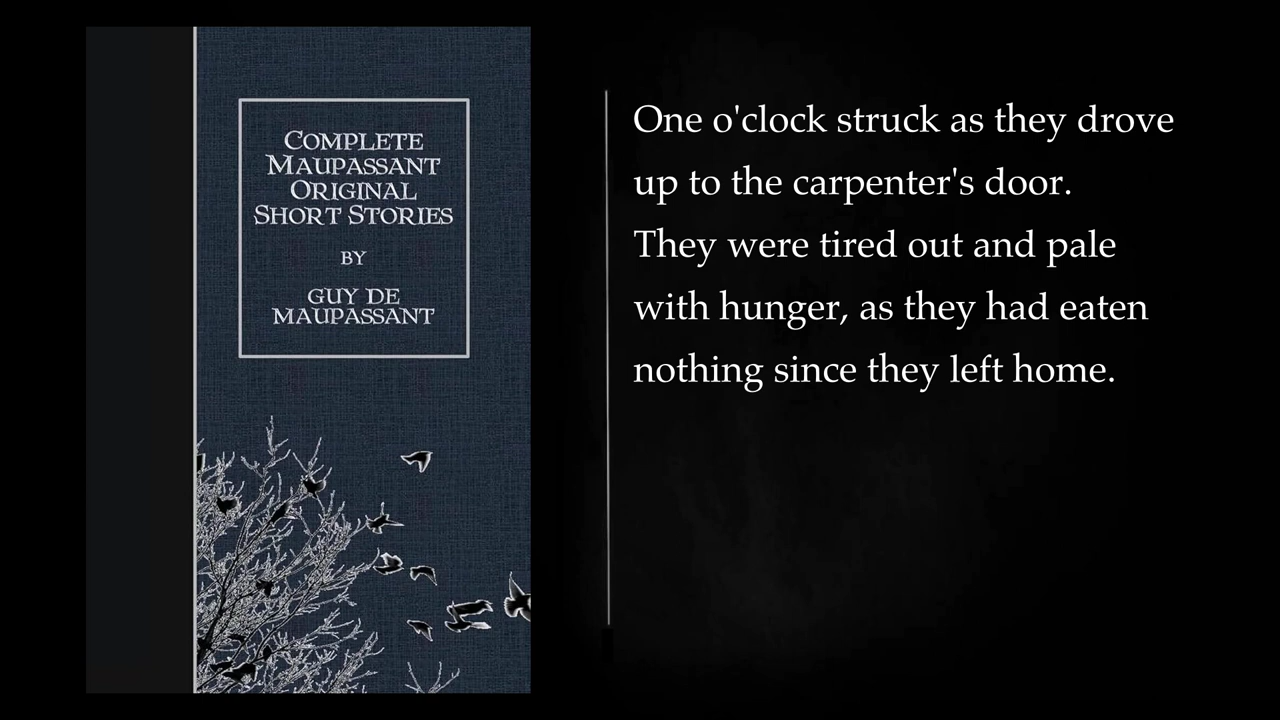 COMPLETE
MAUPASSANT
ORIGINAL
SHORT STORIES
BY
GUY DE
MAUPASSANT
One o'clock struck as they drove
up to the carpenter's door.
They were tired out and pale
with hunger, as they had eaten
nothing since they left home.